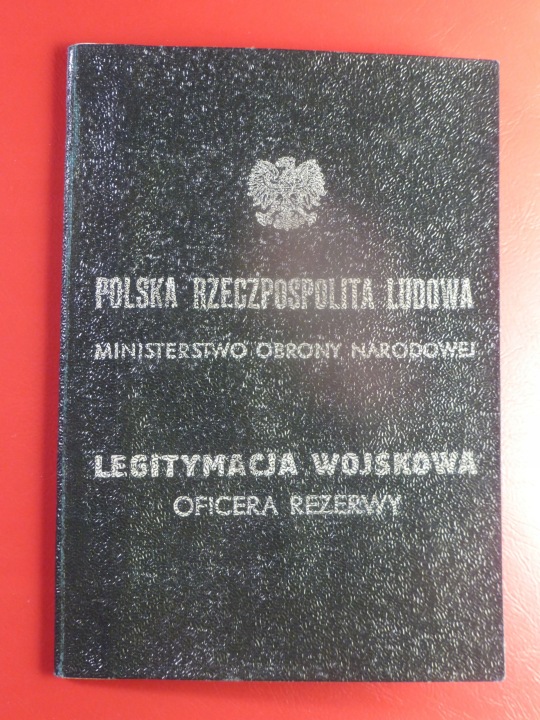 POLSKA RZECZPOSPOLITA LUDOWA
MINISTERSTWO OBRONY NARODOWEJ
LEGITYMACJA WOJSKOWA
OFICERA REZERWY